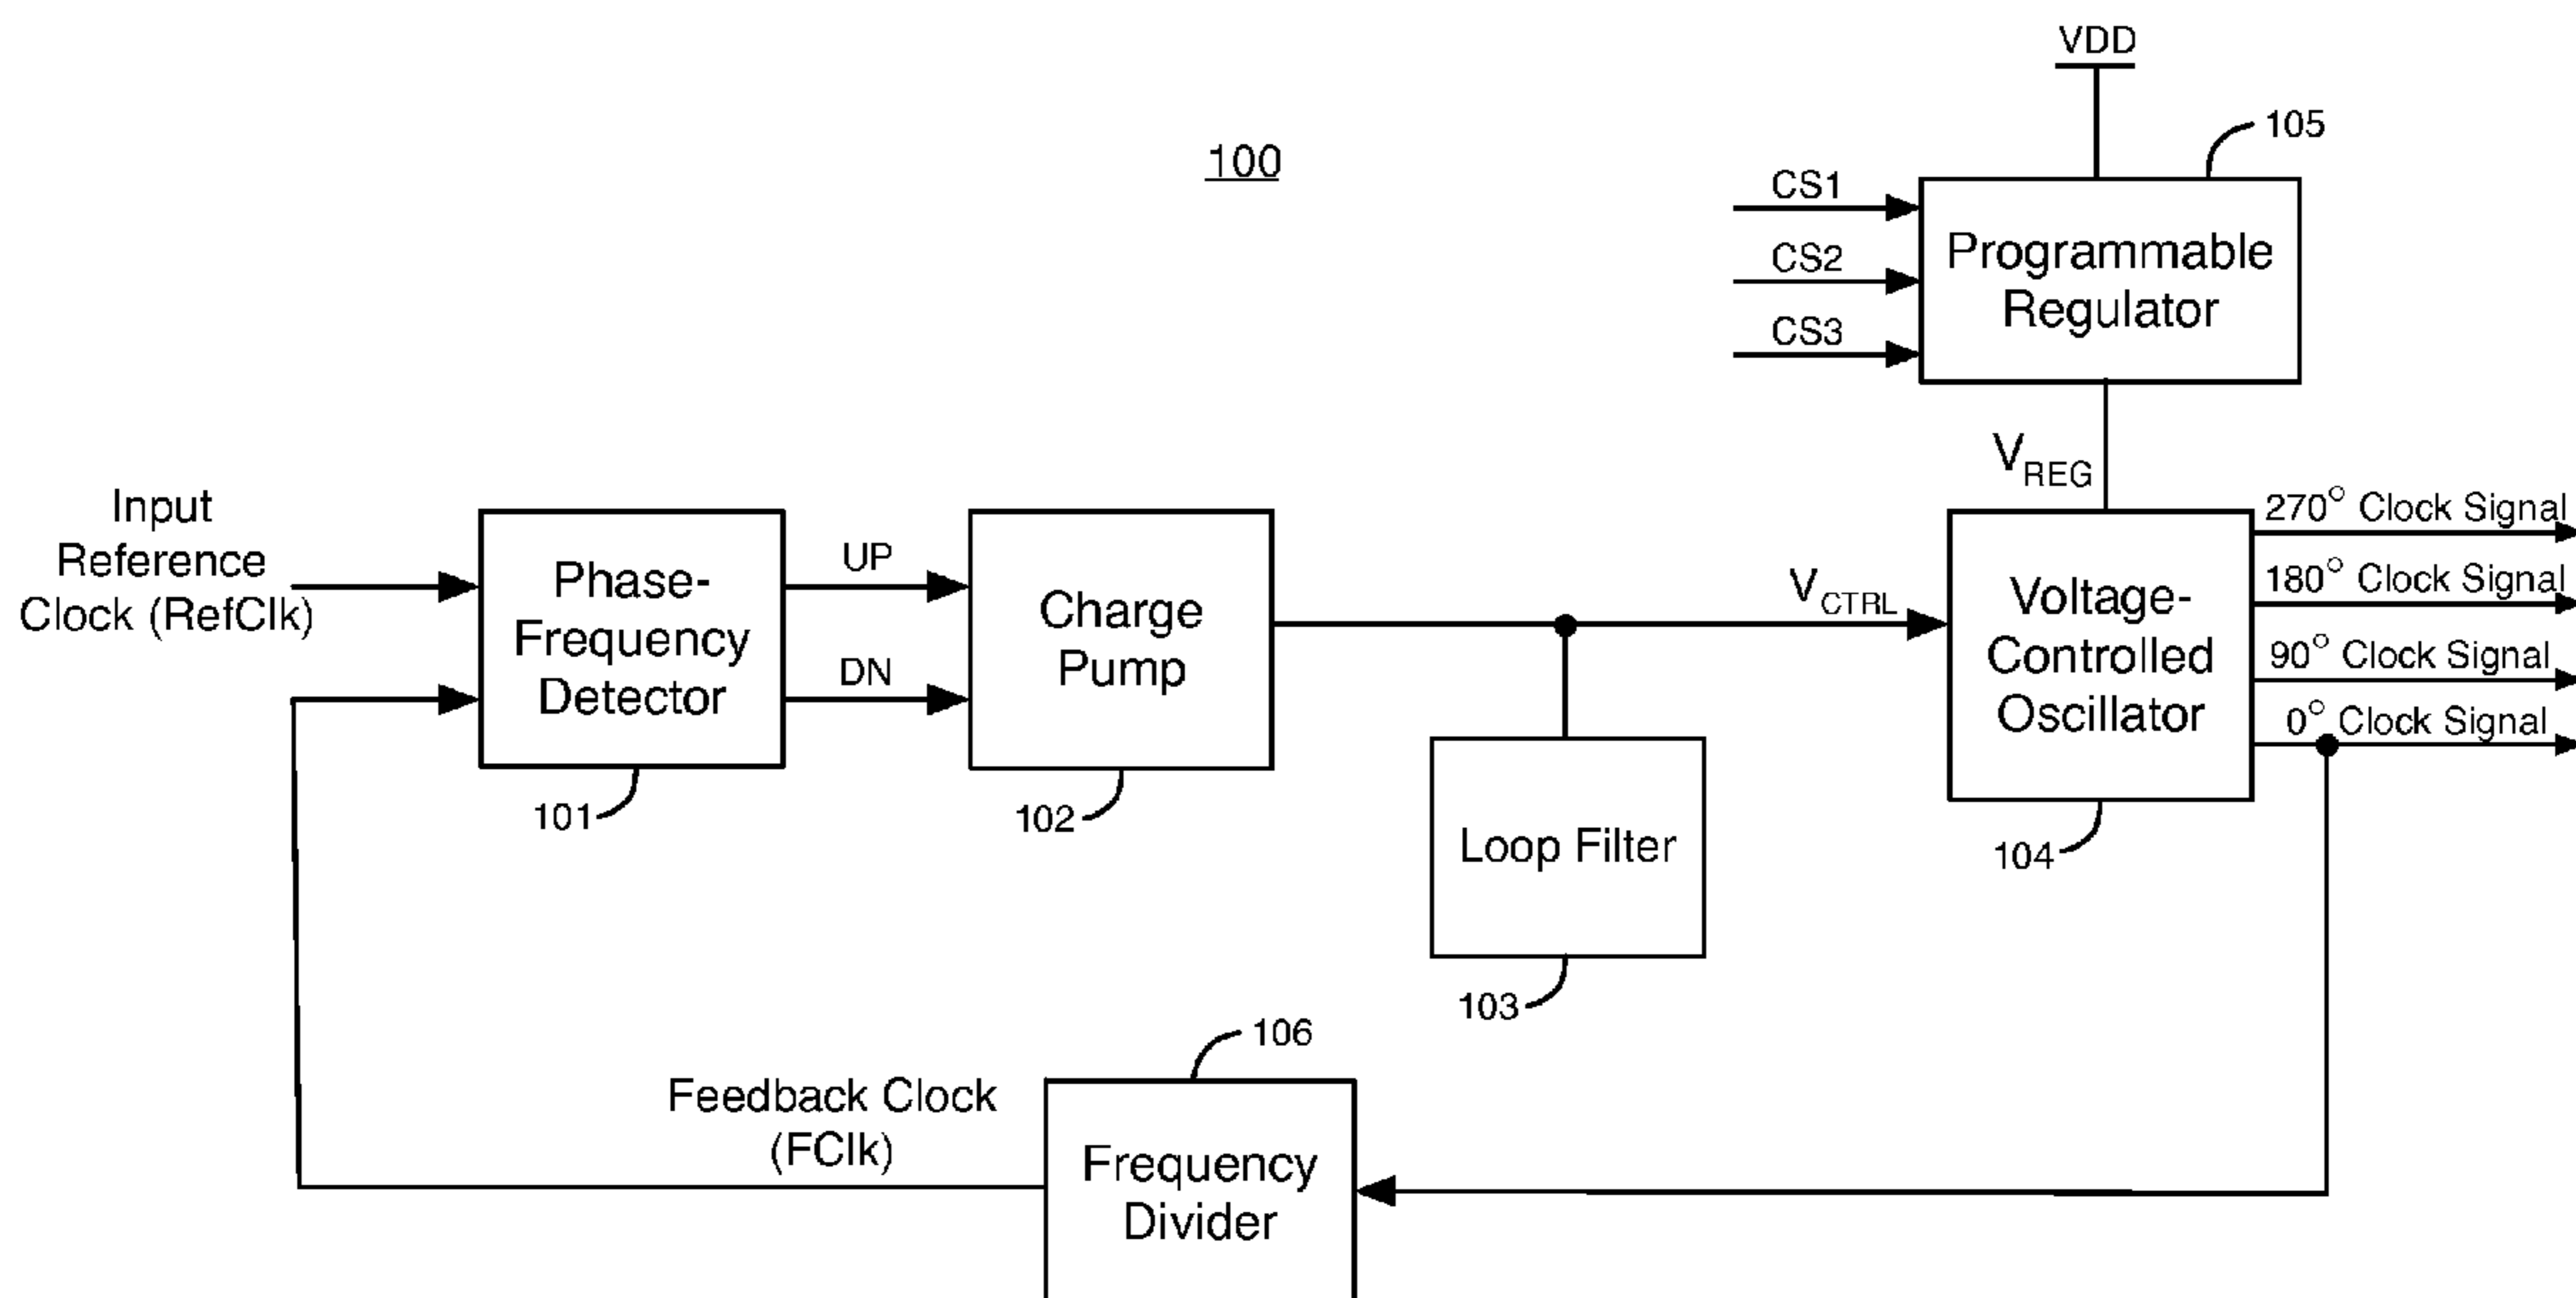 VDD
105
100
CS1
CS2
CS3
Programmable
Regulator
VREG
Input
Reference
Clock (RefClk)
Phase-
Frequency
Detector
101
UP
DN
Charge
Pump
102
VCTRL
Voltage-
Controlled
Oscillator
104
270° Clock Signal
180° Clock Signal
90° Clock Signal
0° Clock Signal
Loop Filter
103
106
Feedback Clock
(FClk)
Frequency
Divider